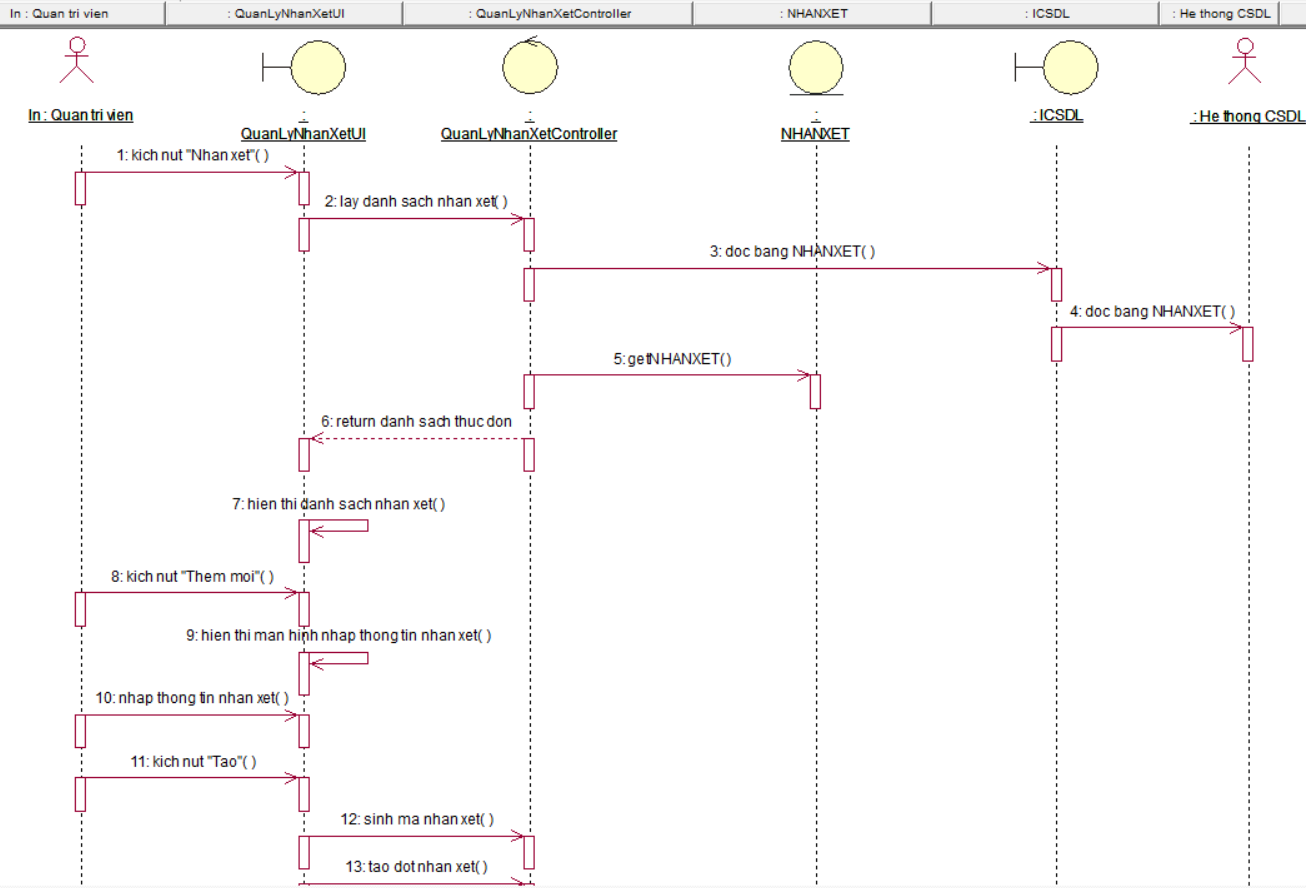 In : Quan tri vien
: QuanLyNhanXetUI
: QuanLyNhanXetController
: NHANXET
: ICSDL
: He thong CSDL
In : Quan tri vien
:
QuanLyNhanXetUI
:
QuanLyNhanXetController
:
NHANXET
: ICSDL
: He thong CSDL
1: kich nut "Nhan xet"( )
2: lay danh sach nhan xet( )
3: doc bang NHANXET( )
4: doc bang NHANXET( )
5: getNHANXET()
6: return danh sach thuc don
7: hien thi danh sach nhan xet( )
8: kich nut "Them moi"( )
9: hien thi man hinh nhap thong tin nhan xet( )
10: nhap thong tin nhan xet( )
11: kich nut "Tao"( )
12: sinh ma nhan xet( )
13: tao dot nhan xet( )